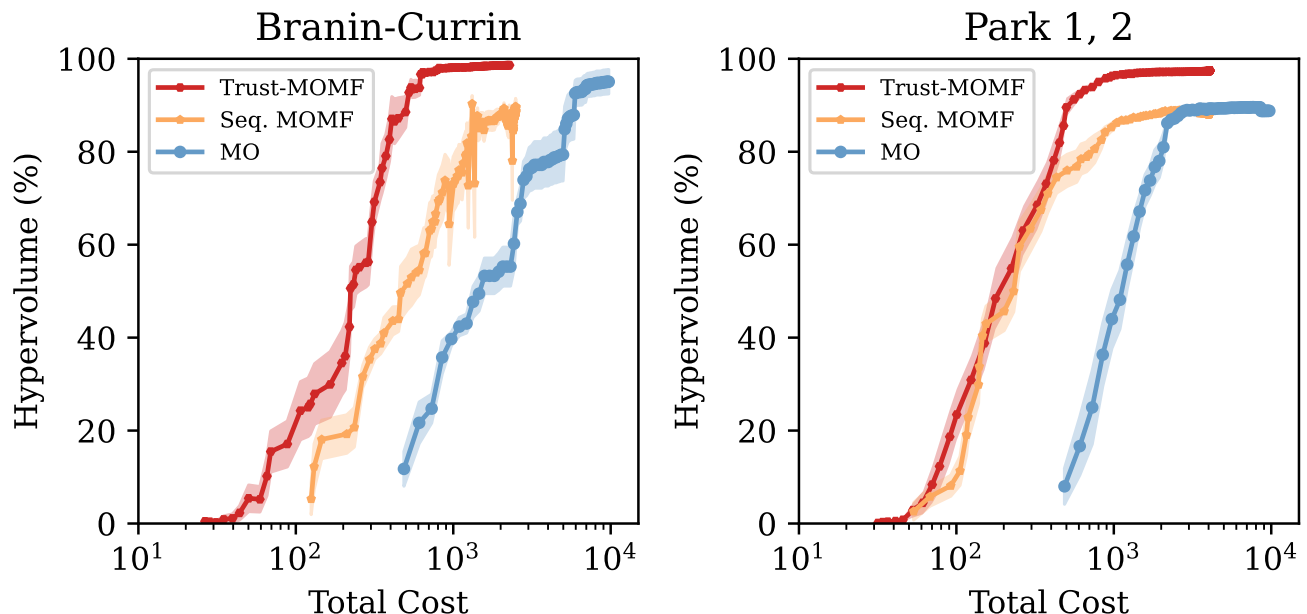 Branin-Currin
Hypervolume (%)
100
80
60
40
20
0
Trust-MOMF
Seq. MOMF
MO
10¹
10²
10³
10⁴
Total Cost
Park 1, 2
Hypervolume (%)
100
80
60
40
20
0
Trust-MOMF
Seq. MOMF
MO
10¹
10²
10³
10⁴
Total Cost